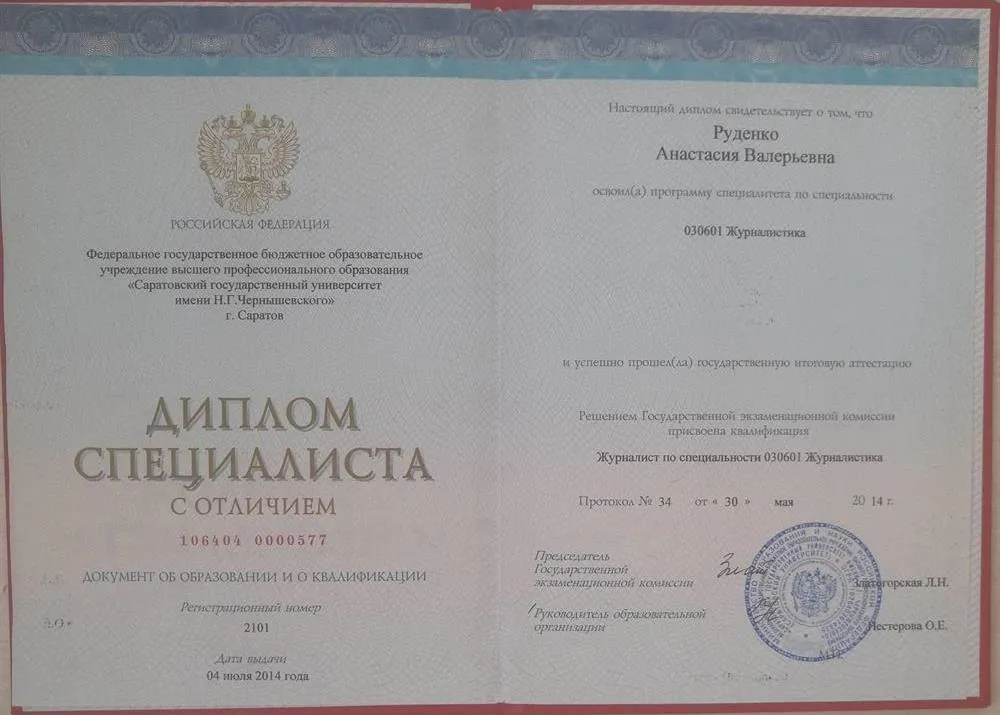 РОССИЙСКАЯ ФЕДЕРАЦИЯ
Федеральное государственное бюджетное образовательное
учреждение высшего профессионального образования
«Саратовский государственный университет
имени Н.Г.Чернышевского»
г. Саратов
ДИПЛОМ
СПЕЦИАЛИСТА
С ОТЛИЧИЕМ
106404 0000577
ДОКУМЕНТ ОБ ОБРАЗОВАНИИ И О КВАЛИФИКАЦИИ
Регистрационный номер
2101
Дата выдачи
04 июля 2014 года
Настоящий диплом свидетельствует о том, что
Руденко
Анастасия Валерьевна
освоил(а) программу специалитета по специальности
030601 Журналистика
и успешно прошел(ла) государственную итоговую аттестацию
Решением Государственной экзаменационной комиссии
присвоена квалификация
Журналист по специальности 030601 Журналистика
Протокол № 34 от « 30 » мая 20 14 г.
Председатель
Государственной
экзаменационной комиссии
Златогорская Л.Н.
Руководитель образовательной
организации
Нестерова О.Е.
М.П.